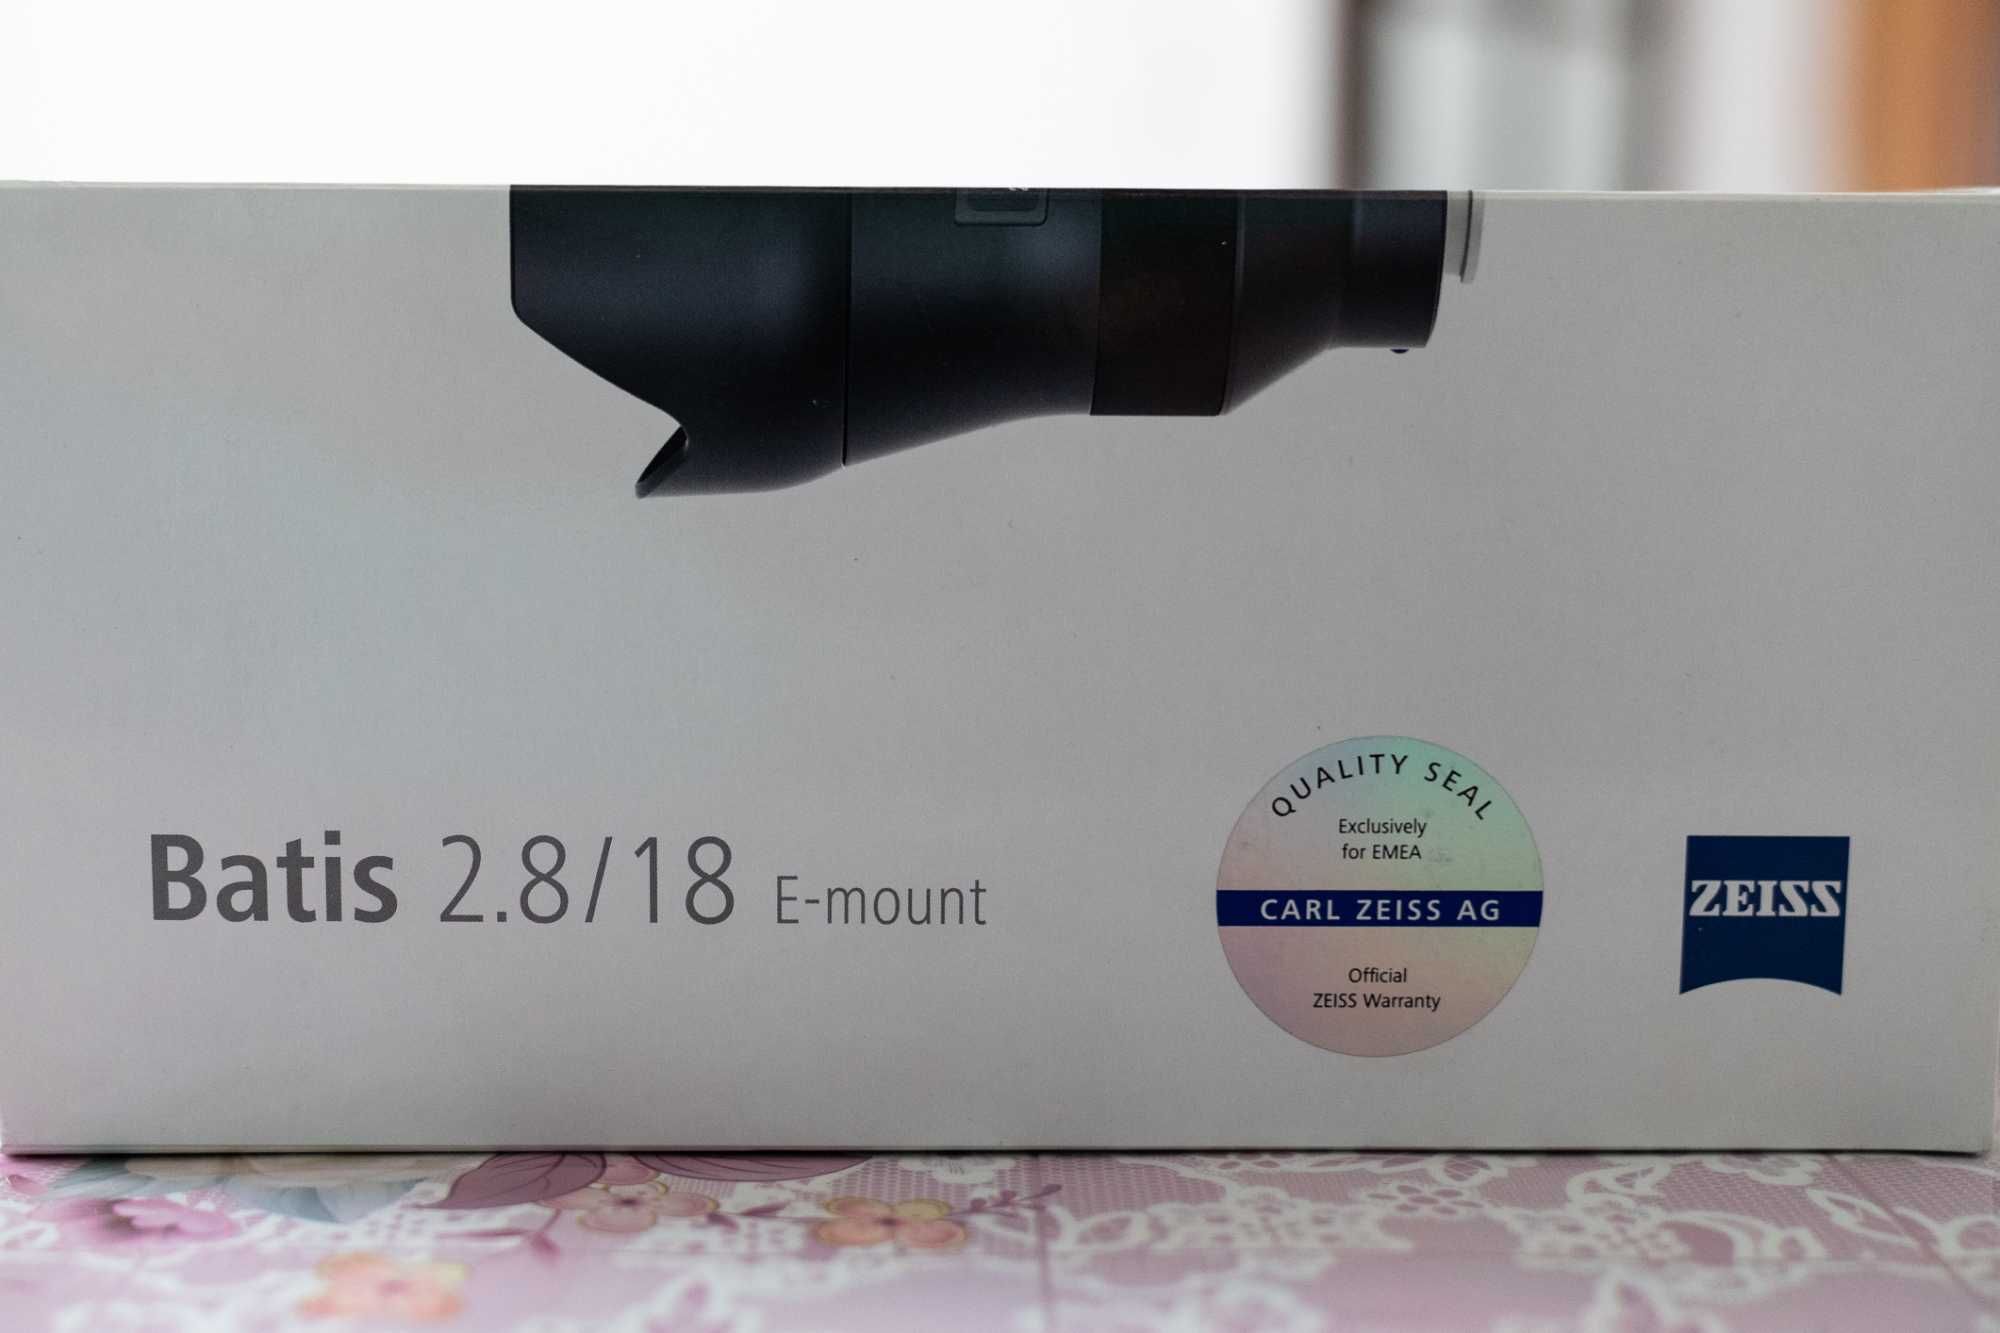 Batis 2.8/18 E-mount
QUALITY SEAL
Exclusively
for EMEA
CARL ZEISS AG
Official
ZEISS Warranty
ZEISS